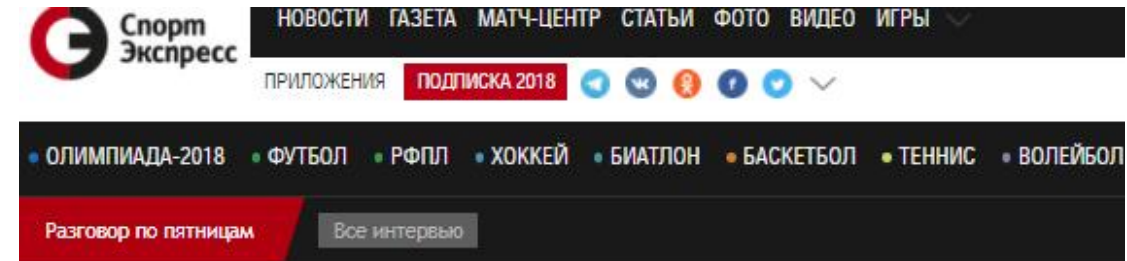 Спорт
Экспресс
НОВОСТИ ГАЗЕТА МАТЧ-ЦЕНТР СТАТЬИ ФОТО ВИДЕО ИГРЫ
ПРИЛОЖЕНИЯ ПОДПИСКА 2018
ОЛИМПИАДА-2018 ФУТБОЛ РФПЛ ХОККЕЙ БИАТЛОН БАСКЕТБОЛ ТЕННИС ВОЛЕЙБОЛ
Разговор по пятницам Все интервью